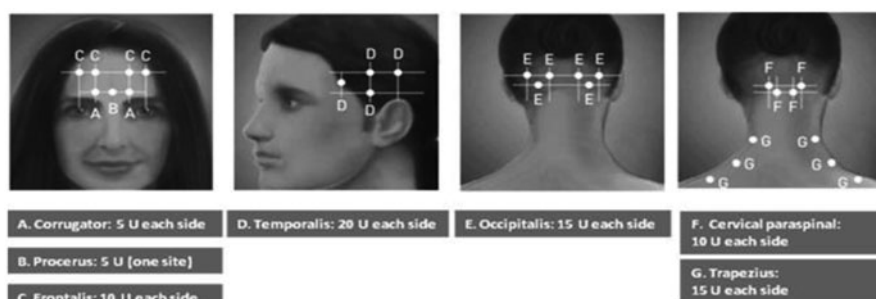 C C C C
A B A
D D D
D D
E E E E
E E
F F
F F
G G
G G
G G
A. Corrugator: 5 U each side
B. Procerus: 5 U (one site)
C. Frontalis: 10 U each side
D. Temporalis: 20 U each side
E. Occipitalis: 15 U each side
F. Cervical paraspinal:
10 U each side
G. Trapezius:
15 U each side